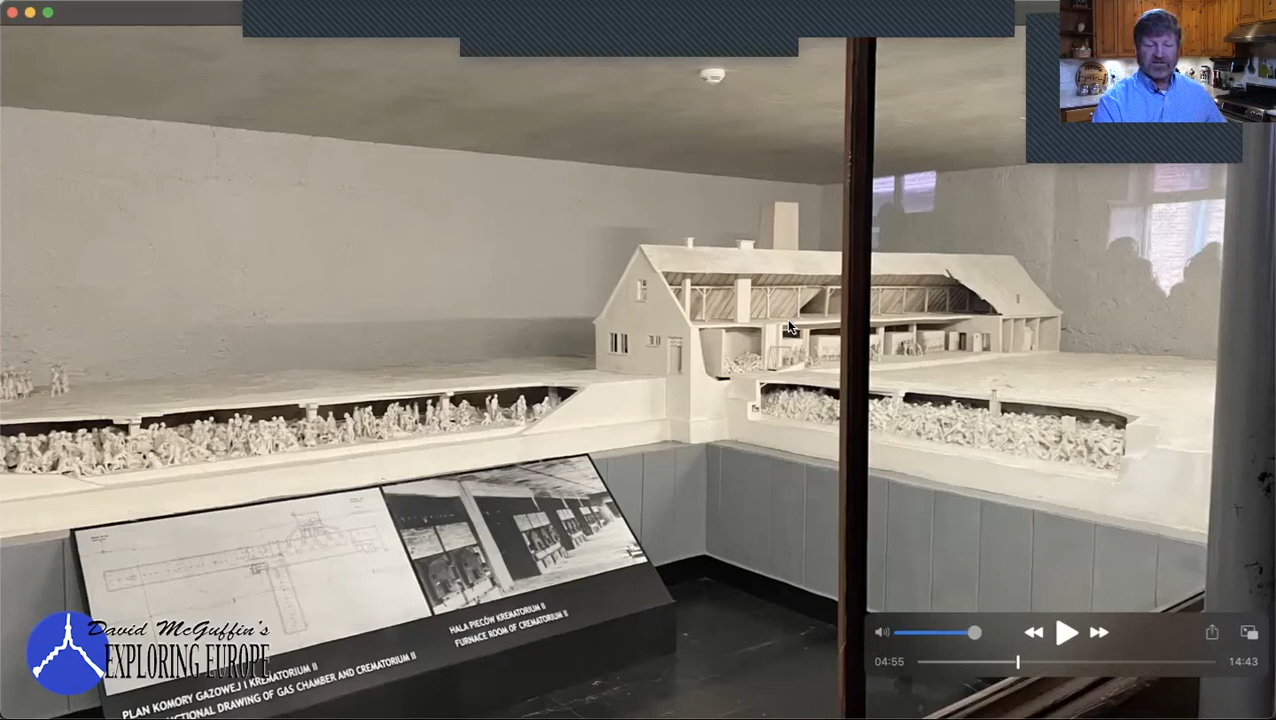 HALA PIECÓW KREMATORIUM II
FURNACE ROOM OF CREMATORIUM II
PLAN KOMORY GAZOWEJ I KREMATORIUM II
DRAWING OF GAS CHAMBER AND CREMATORIUM II
David McGuffin's
EXPLORING EUROPE
04:55
14:43